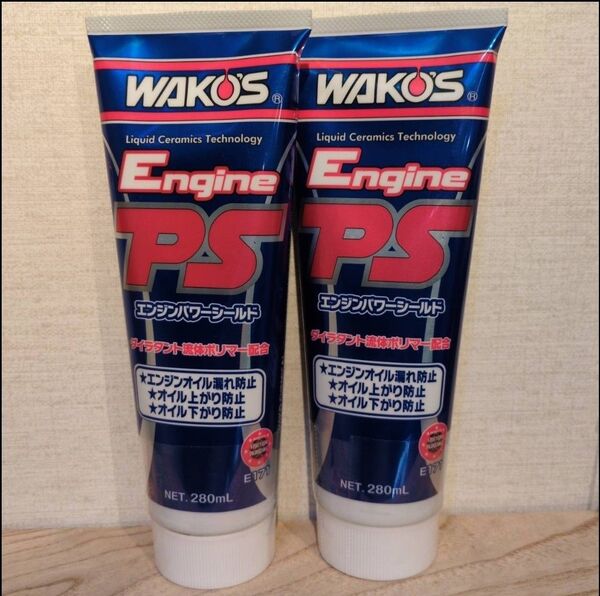 WAKO'S®
Liquid Ceramics Technology
Engine
PS
エンジンパワーシールド
ダイラタント流体ポリマー配合
★エンジンオイル漏れ防止
★オイル上がり防止
★オイル下がり防止
NET. 280mL
WAKO'S®
Liquid Ceramics Technology
Engine
PS
エンジンパワーシールド
ダイラタント流体ポリマー配合
★エンジンオイル漏れ防止
★オイル上がり防止
★オイル下がり防止
NET. 280mL